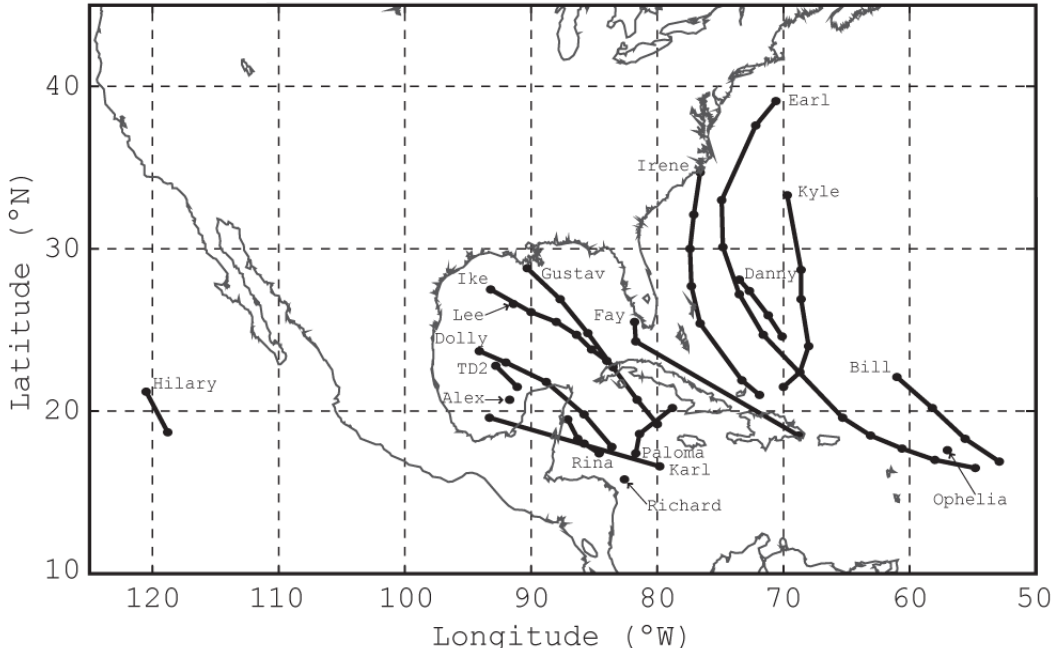 40
30
20
10
Latitude (°N)
Earl
Irene
Kyle
Ike
Gustav
Danny
Lee
Fay
Dolly
TD2
Bill
Hilary
Alex
Rina
Paloma
Karl
Richard
Ophelia
120 110 100 90 80 70 60 50
Longitude (°W)